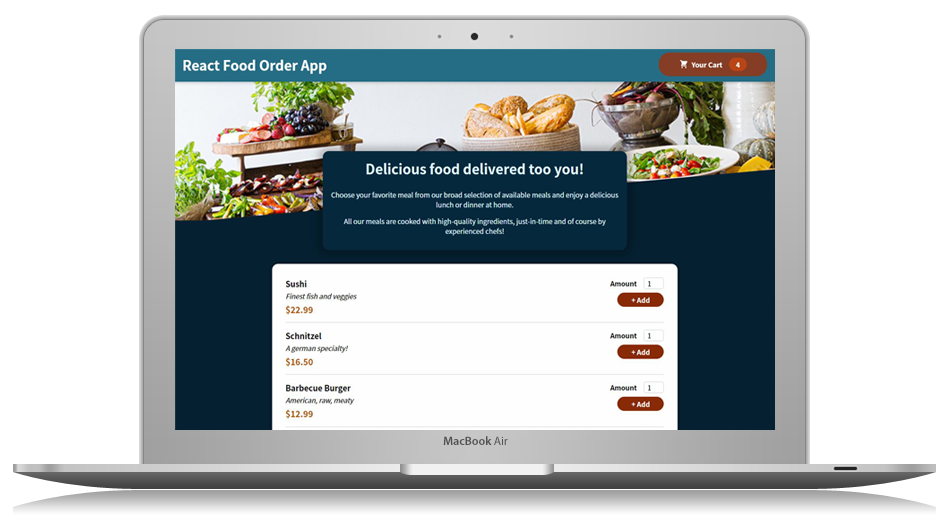 React Food Order App
Your Cart 4
Delicious food delivered too you!
Choose your favorite meal from our broad selection of available meals and enjoy a delicious
lunch or dinner at home.
All our meals are cooked with high-quality ingredients, just-in-time and of course by
experienced chefs!
Sushi
Finest fish and veggies
$22.99
Amount 1
+ Add
Schnitzel
A german specialty!
$16.50
Amount 1
+ Add
Barbecue Burger
American, raw, meaty
$12.99
Amount 1
+ Add
MacBook Air